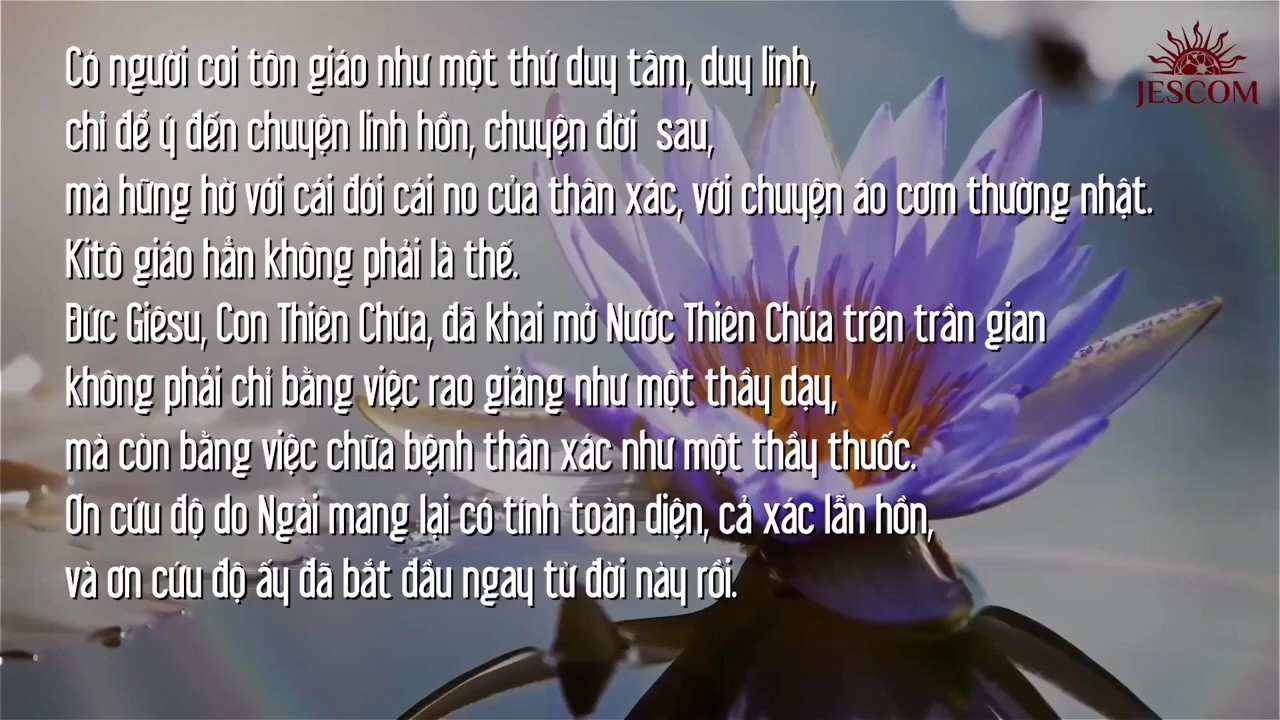 JESCOM
Có người coi tôn giáo như một thứ duy tâm, duy linh,
chỉ để ý đến chuyện linh hồn, chuyện đời sau,
mà hững hờ với cái đói cái no của thân xác, với chuyện áo cơm thường nhật.
Kitô giáo hẳn không phải là thế.
Đức Giêsu, Con Thiên Chúa, đã khai mở Nước Thiên Chúa trên trần gian
không phải chỉ bằng việc rao giảng như một thầy dạy,
mà còn bằng việc chữa bệnh thân xác như một thầy thuốc.
Ơn cứu độ do Ngài mang lại có tính toàn diện, cả xác lẫn hồn,
và ơn cứu độ ấy đã bắt đầu ngay từ đời này rồi.